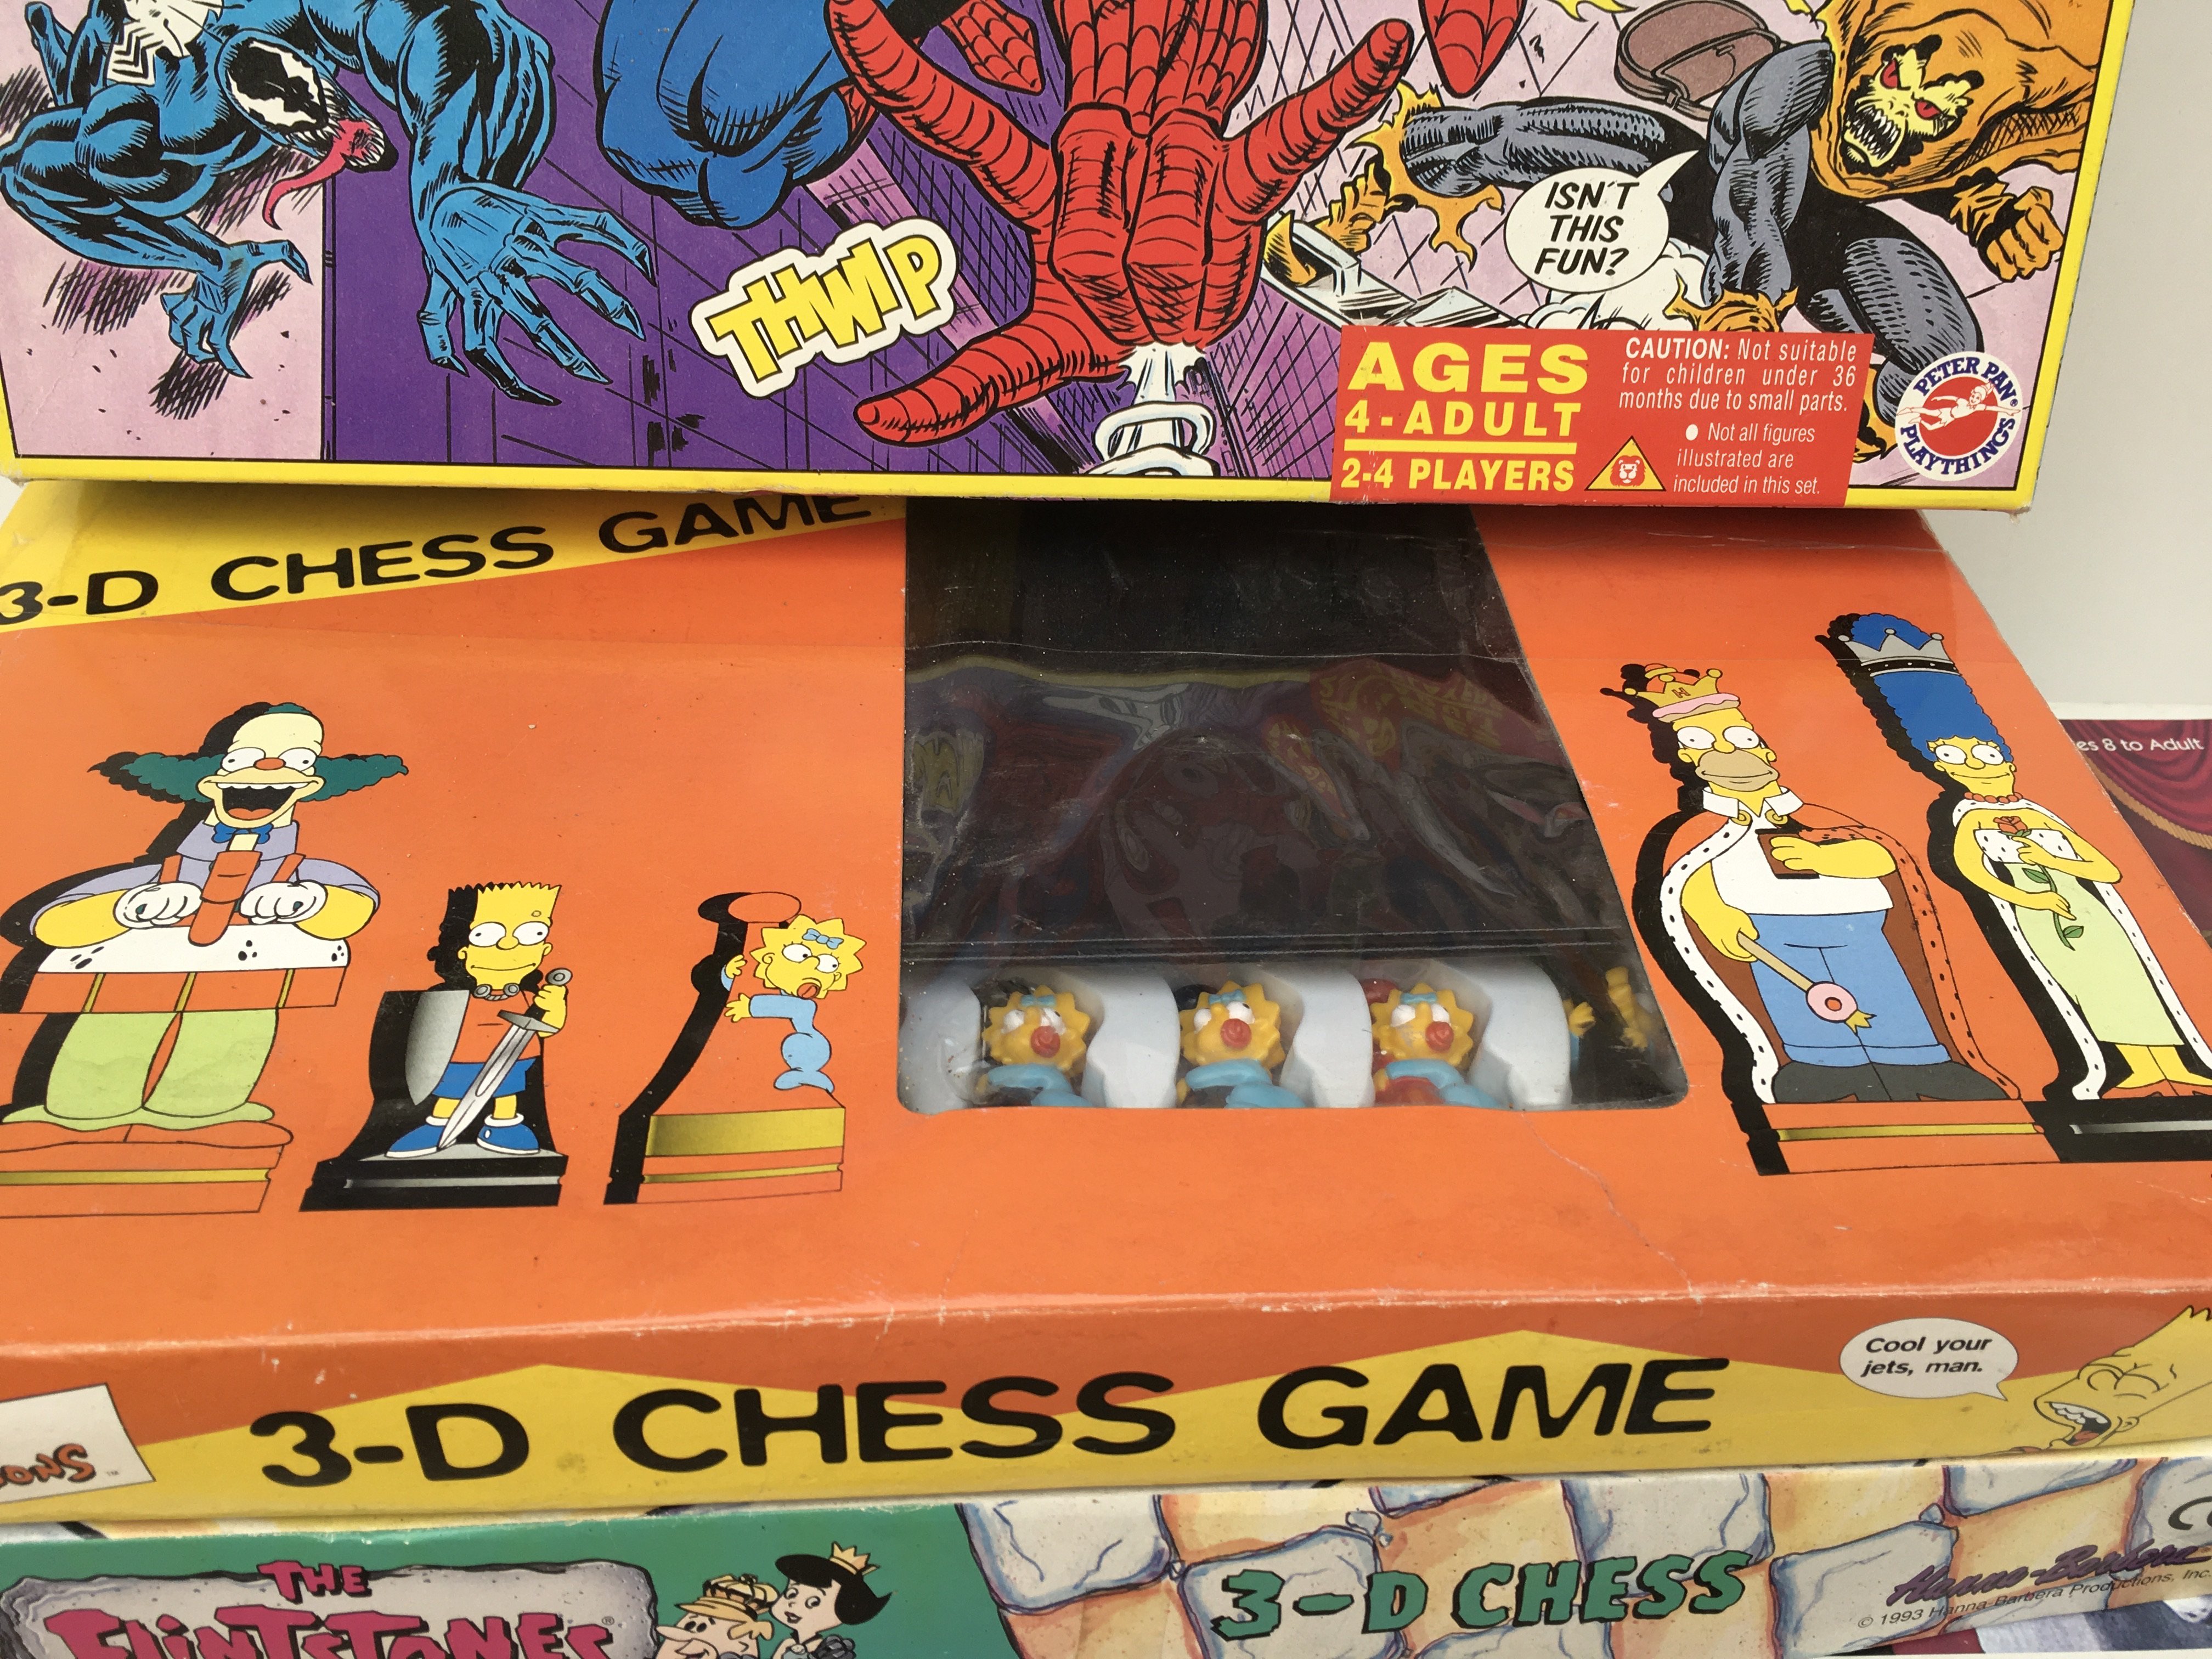 THWIP
ISN'T
THIS
FUN?
AGES
4-ADULT
2-4 PLAYERS
CAUTION: Not suitable
for children under 36
months due to small parts.
● Not all figures
illustrated are
included in this set.
PETER PAN®
PLAYTHINGS
3-D CHESS GAME
H
8 to Adult
3-D CHESS GAME
Cool your
jets, man.
THE
FLINTSTONES®
3-D CHESS
Hanna-Barbera
© 1993 Hanna-Barbera Productions, Inc.